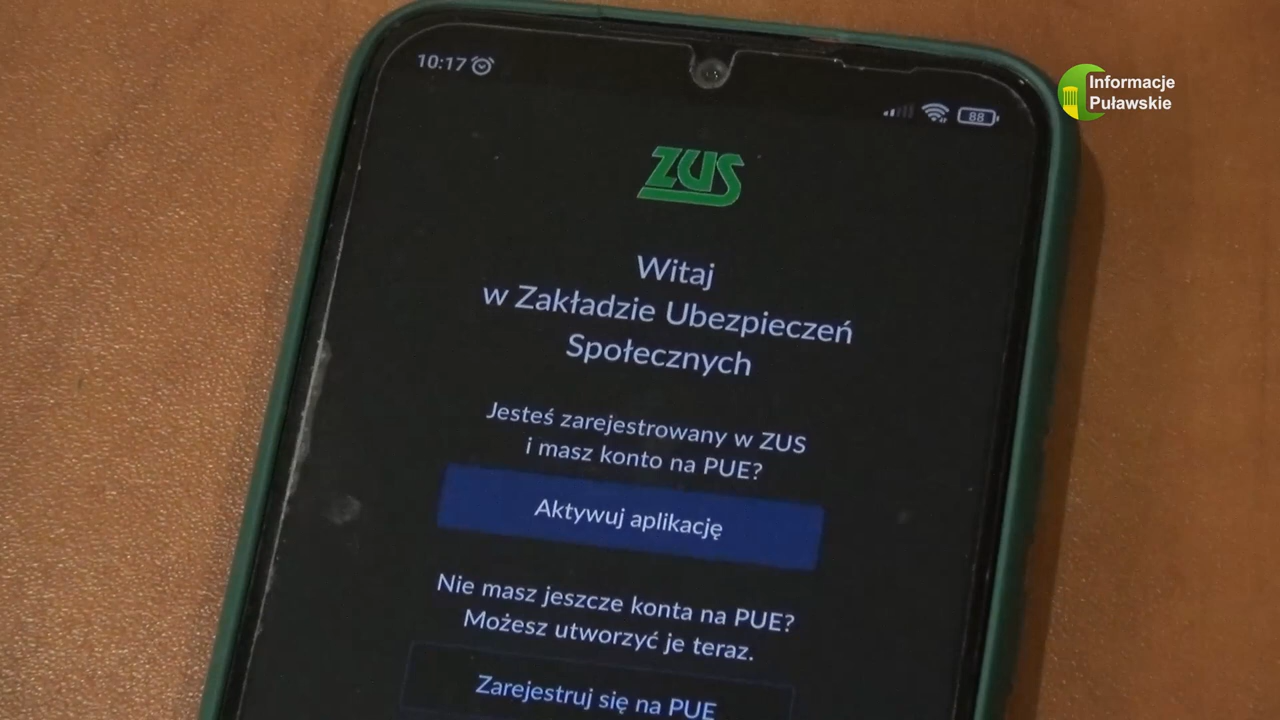 10:17
88
Informacje
Puławskie
ZUS
Witaj
w Zakładzie Ubezpieczeń
Społecznych
Jesteś zarejestrowany w ZUS
i masz konto na PUE?
Aktywuj aplikację
Nie masz jeszcze konta na PUE?
Możesz utworzyć je teraz.
Zarejestruj się na PUE